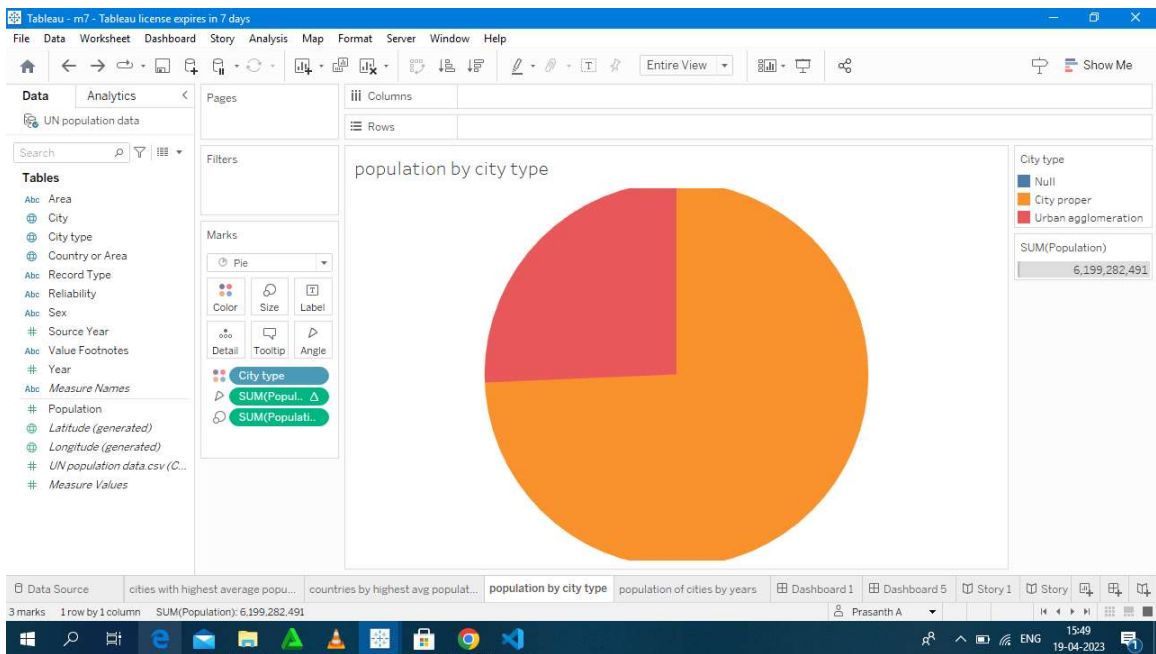 Tableau - m7 - Tableau license expires in 7 days
File Data Worksheet Dashboard Story Analysis Map Format Server Window Help
Entire View
Show Me
Data Analytics
UN population data
Search
Tables
Abc Area
City
City type
Country or Area
Abc Record Type
Abc Reliability
Abc Sex
# Source Year
Abc Value Footnotes
# Year
Abc Measure Names
# Population
Latitude (generated)
Longitude (generated)
# UN population data.csv (C...
# Measure Values
Pages
Filters
Marks
Pie
Color Size Label
Detail Tooltip Angle
City type
SUM(Popul.. Δ
SUM(Populati..
iii Columns
Rows
population by city type
City type
Null
City proper
Urban agglomeration
SUM(Population)
6,199,282,491
Data Source cities with highest average popu... countries by highest avg populat... population by city type population of cities by years Dashboard 1 Dashboard 5 Story 1 Story
3 marks 1 row by 1 column SUM(Population): 6,199,282,491 Prasanth A
ENG 15:49
19-04-2023